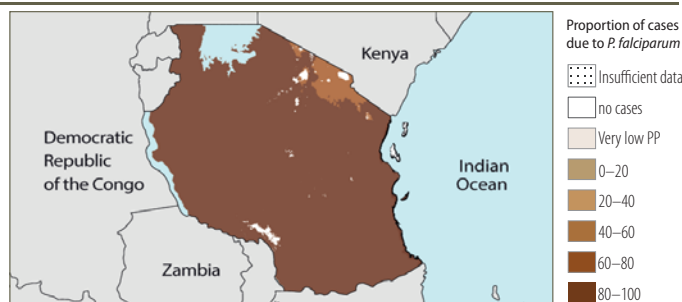 Proportion of cases
due to P. falciparum
Kenya
Insufficient data
no cases
Very low PP
Democratic
Republic
of the Congo
Indian
Ocean
0–20
20–40
40–60
Zambia
60–80
80–100